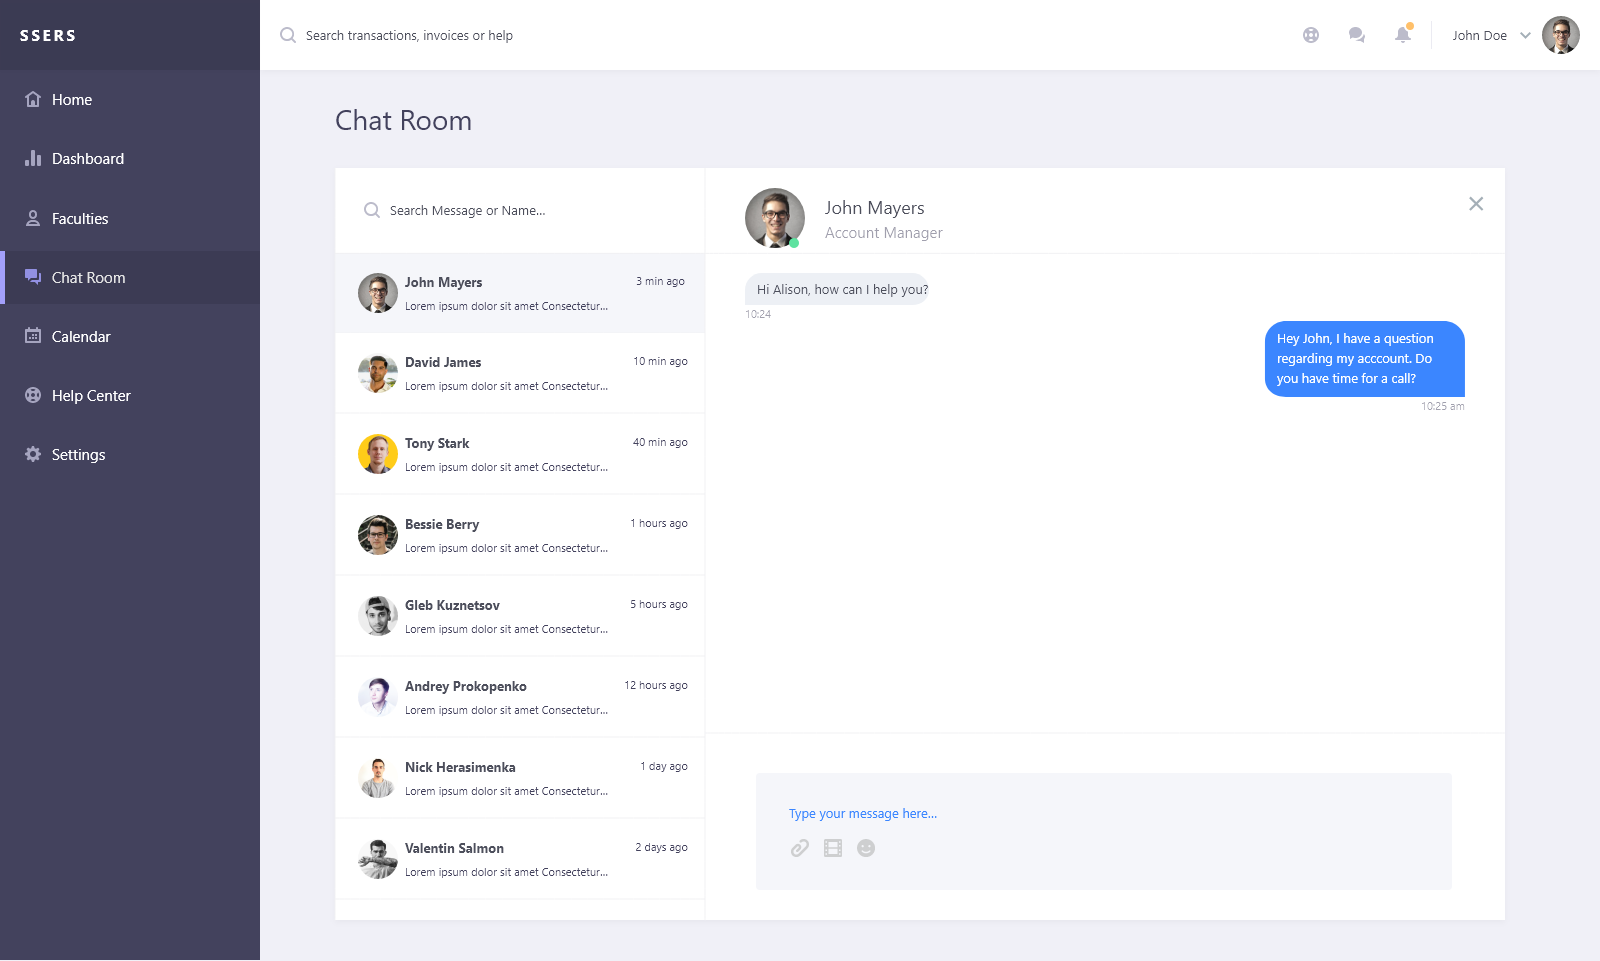 SSERS
Search transactions, invoices or help
John Doe
Home
Dashboard
Faculties
Chat Room
Calendar
Help Center
Settings
Chat Room
Search Message or Name...
John Mayers
3 min ago
Lorem ipsum dolor sit amet Consectetur...
David James
10 min ago
Lorem ipsum dolor sit amet Consectetur...
Tony Stark
40 min ago
Lorem ipsum dolor sit amet Consectetur...
Bessie Berry
1 hours ago
Lorem ipsum dolor sit amet Consectetur...
Gleb Kuznetsov
5 hours ago
Lorem ipsum dolor sit amet Consectetur...
Andrey Prokopenko
12 hours ago
Lorem ipsum dolor sit amet Consectetur...
Nick Herasimenka
1 day ago
Lorem ipsum dolor sit amet Consectetur...
Valentin Salmon
2 days ago
Lorem ipsum dolor sit amet Consectetur...
John Mayers
Account Manager
Hi Alison, how can I help you?
10:24
Hey John, I have a question
regarding my acccount. Do
you have time for a call?
10:25 am
Type your message here...